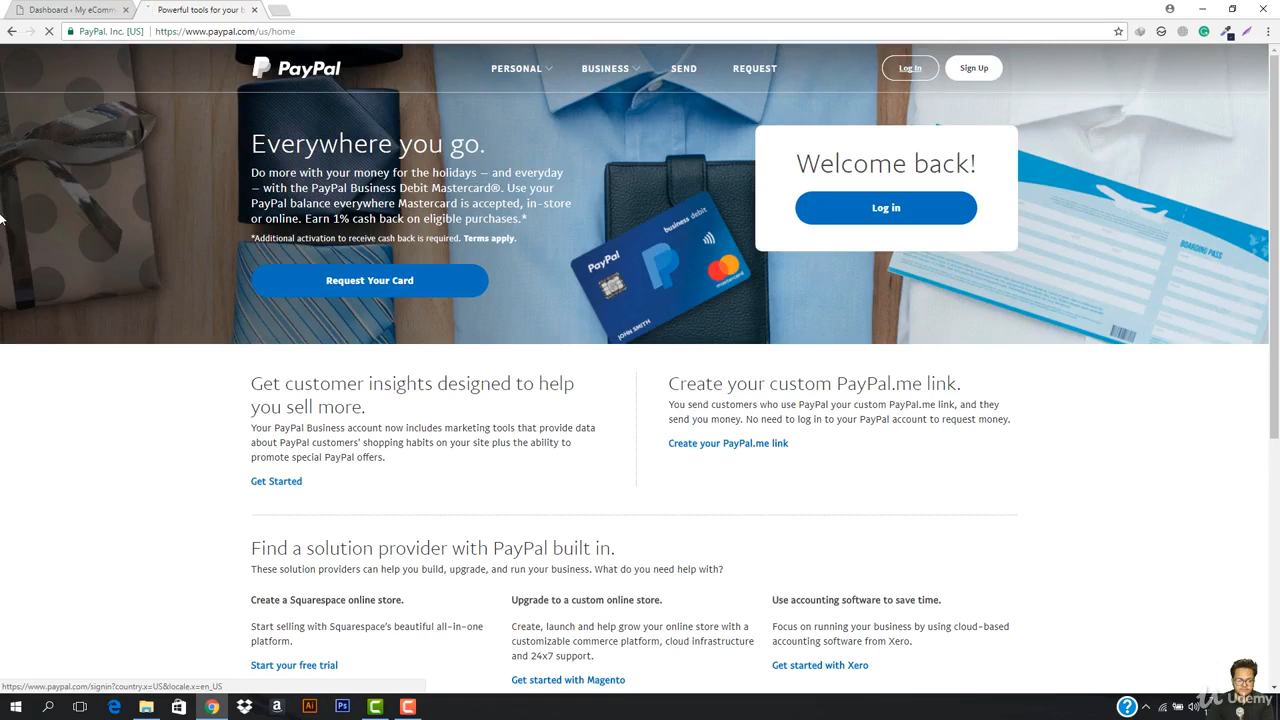 Dashboard ‹ My eComm
Powerful tools for your b
PayPal, Inc. [US]
https://www.paypal.com/us/home
PayPal
PERSONAL
BUSINESS
SEND
REQUEST
Log In
Sign Up
Everywhere you go.
Do more with your money for the holidays — and everyday
— with the PayPal Business Debit Mastercard®. Use your
PayPal balance everywhere Mastercard is accepted, in-store
or online. Earn 1% cash back on eligible purchases.*
*Additional activation to receive cash back is required. Terms apply.
Request Your Card
Welcome back!
Log in
PayPal
business debit
mastercard
JOHN SMITH
BOARDING PASS
Get customer insights designed to help
you sell more.
Your PayPal Business account now includes marketing tools that provide data
about PayPal customers' shopping habits on your site plus the ability to
promote special PayPal offers.
Get Started
Create your custom PayPal.me link.
You send customers who use PayPal your custom PayPal.me link, and they
send you money. No need to log in to your PayPal account to request money.
Create your PayPal.me link
Find a solution provider with PayPal built in.
These solution providers can help you build, upgrade, and run your business. What do you need help with?
Create a Squarespace online store.
Start selling with Squarespace's beautiful all-in-one
platform.
Start your free trial
Upgrade to a custom online store.
Create, launch and help grow your online store with a
customizable commerce platform, cloud infrastructure
and 24x7 support.
Get started with Magento
Use accounting software to save time.
Focus on running your business by using cloud-based
accounting software from Xero.
Get started with Xero
https://www.paypal.com/signin?country.x=US&locale.x=en_US
Udemy